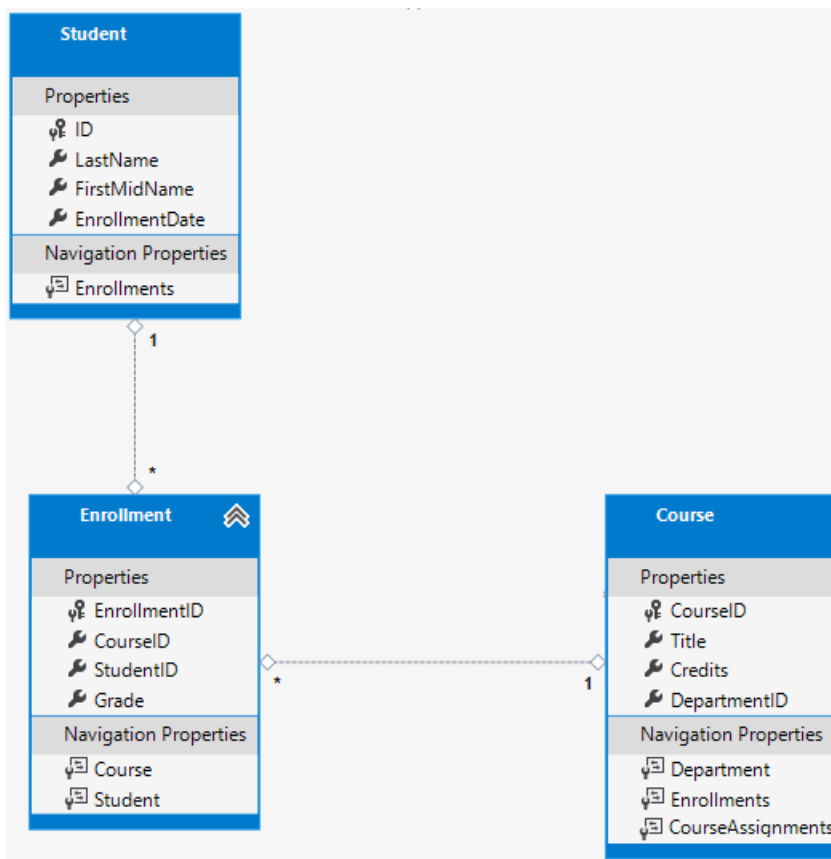 Student
Properties
ID
LastName
FirstMidName
EnrollmentDate
Navigation Properties
Enrollments
1
*
Enrollment
Properties
EnrollmentID
CourseID
StudentID
Grade
Navigation Properties
Course
Student
*
1
Course
Properties
CourseID
Title
Credits
DepartmentID
Navigation Properties
Department
Enrollments
CourseAssignments